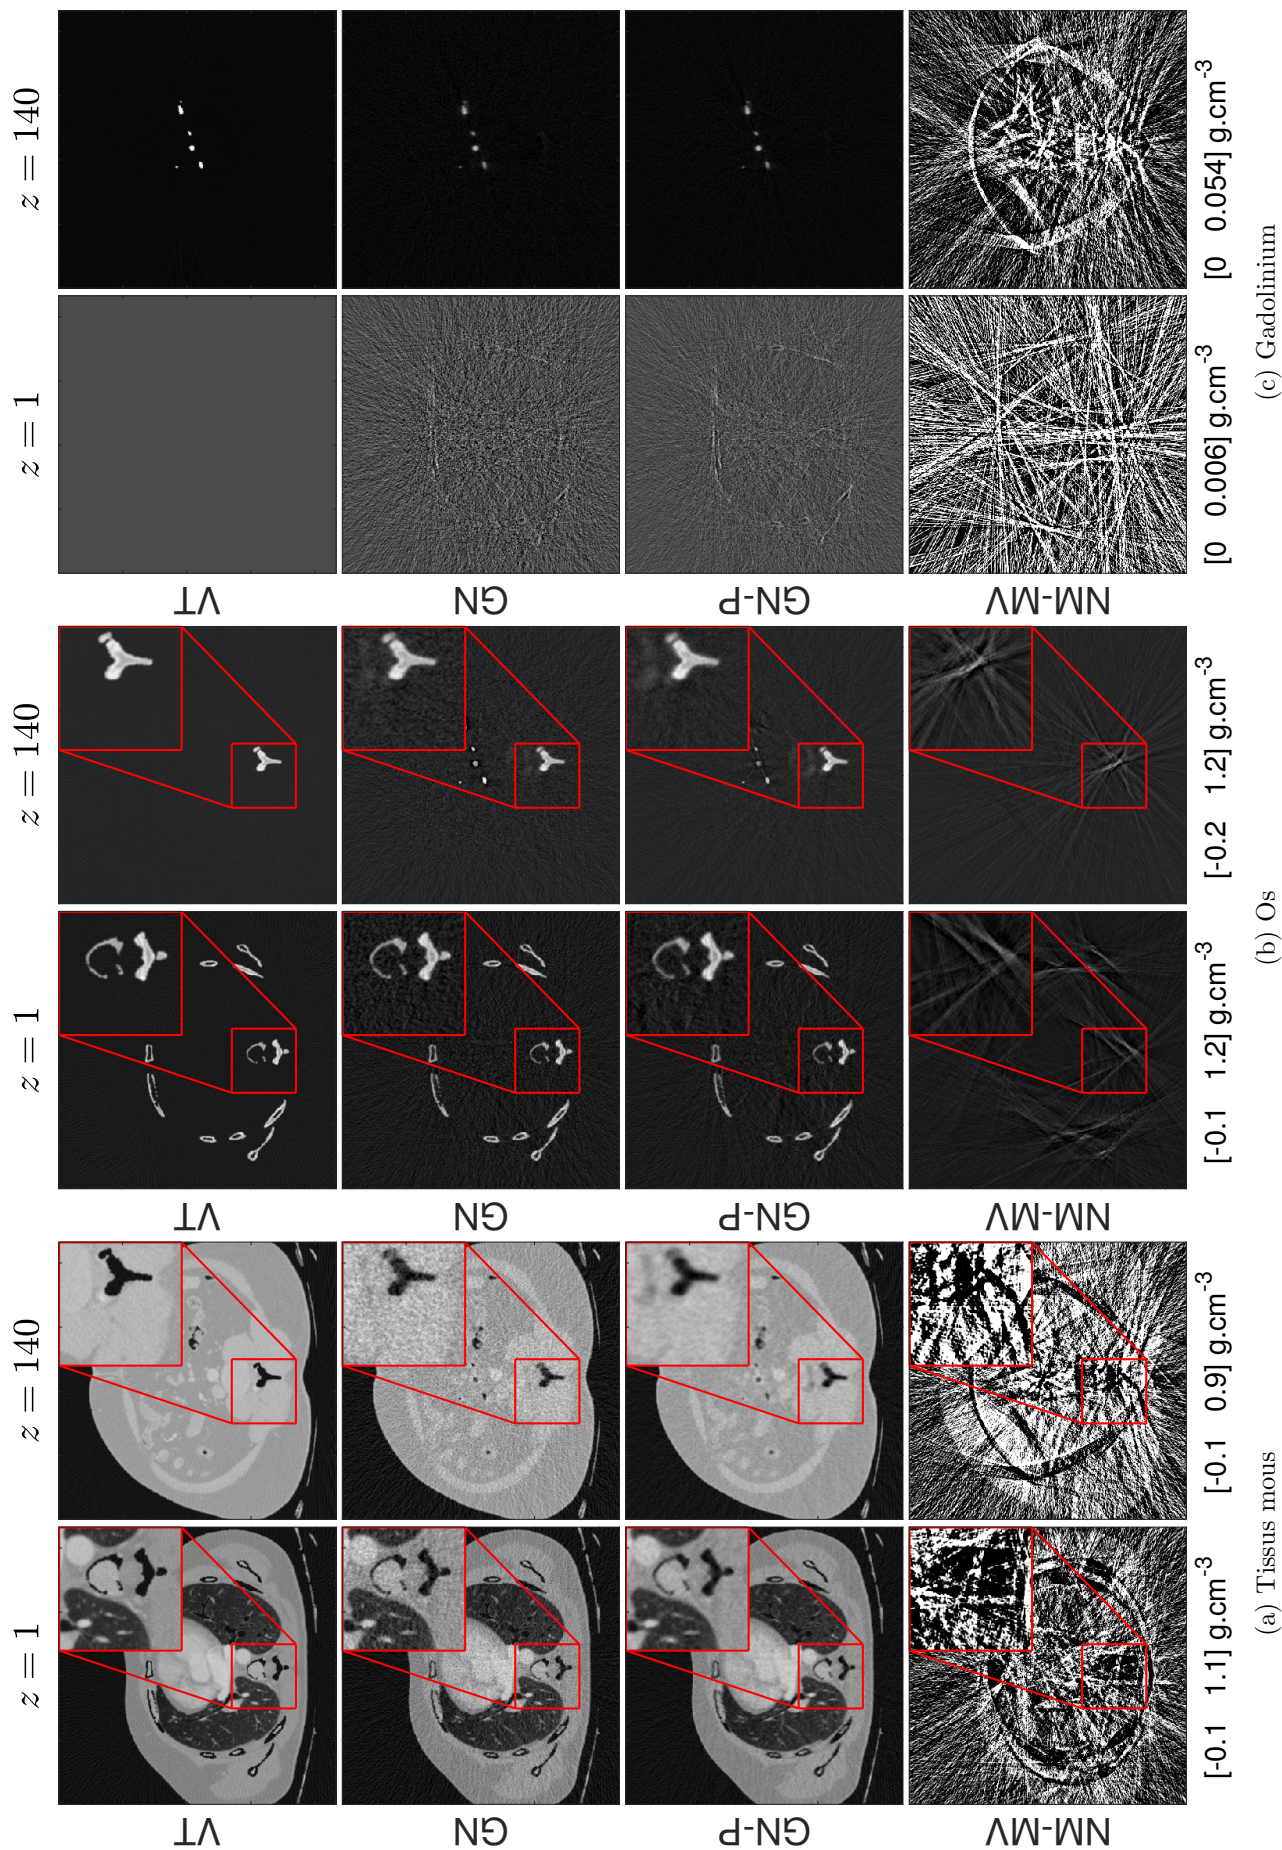 z = 1
z = 140
VT
GN
GN-P
NM-MV
[-0.1 1.1] g.cm-3
[-0.1 0.9] g.cm-3
(a) Tissus mous
z = 1
z = 140
VT
GN
GN-P
NM-MV
[-0.1 1.2] g.cm-3
[-0.2 1.2] g.cm-3
(b) Os
z = 1
z = 140
VT
GN
GN-P
NM-MV
[0 0.006] g.cm-3
[0 0.054] g.cm-3
(c) Gadolinium